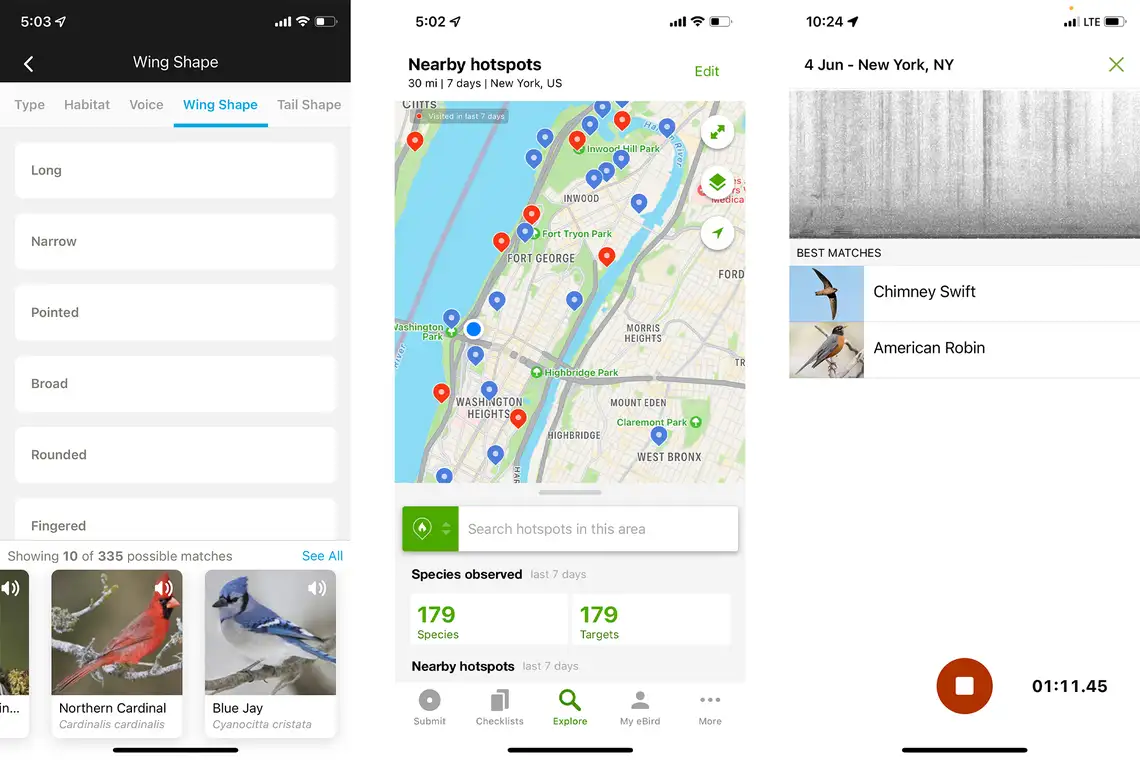 5:03
Wing Shape
Type Habitat Voice Wing Shape Tail Shape
Long
Narrow
Pointed
Broad
Rounded
Fingered
Showing 10 of 335 possible matches See All
in...
Northern Cardinal
Cardinalis cardinalis
Blue Jay
Cyanocitta cristata
5:02
Nearby hotspots
30 mi | 7 days | New York, US
Edit
Cliffs
Visited in last 7 days
Inwood Hill Park
River
Medica
INWOOD
Fort Tryon Park
FORT GEORGE
FORD
MORRIS
HEIGHTS
Washington
Park
River
Highbridge Park
WASHINGTON
HEIGHTS
MOUNT EDEN
Claremont Park
HIGHBRIDGE
WEST BRONX
Search hotspots in this area
Species observed last 7 days
179
Species
179
Targets
Nearby hotspots last 7 days
Submit Checklists Explore My eBird More
10:24
LTE
4 Jun - New York, NY
BEST MATCHES
Chimney Swift
American Robin
01:11.45